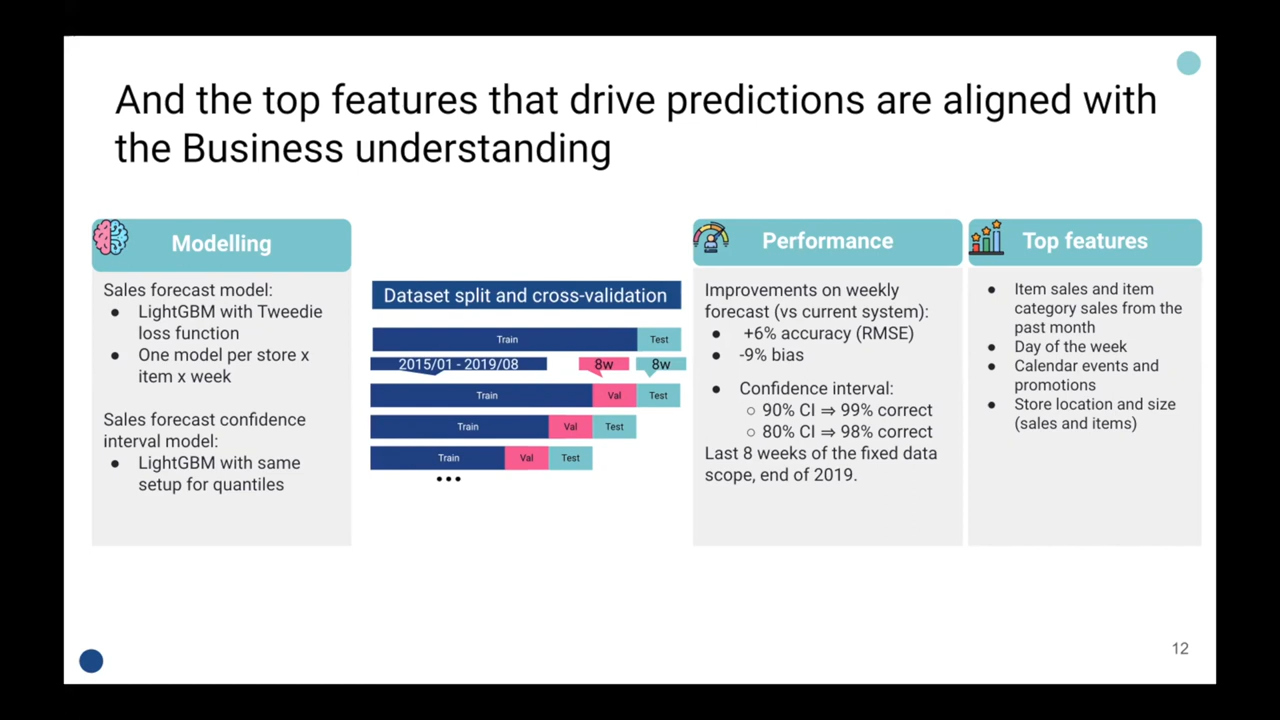 And the top features that drive predictions are aligned with
the Business understanding
Modelling
Sales forecast model:
● LightGBM with Tweedie
loss function
● One model per store x
item x week
Sales forecast confidence
interval model:
● LightGBM with same
setup for quantiles
Dataset split and cross-validation
Train Test
2015/01 - 2019/08 8w 8w
Train Val Test
Train Val Test
Train Val Test
•••
Performance
Improvements on weekly
forecast (vs current system):
● +6% accuracy (RMSE)
● -9% bias
● Confidence interval:
○ 90% CI ⇒ 99% correct
○ 80% CI ⇒ 98% correct
Last 8 weeks of the fixed data
scope, end of 2019.
Top features
● Item sales and item
category sales from the
past month
● Day of the week
● Calendar events and
promotions
● Store location and size
(sales and items)
12